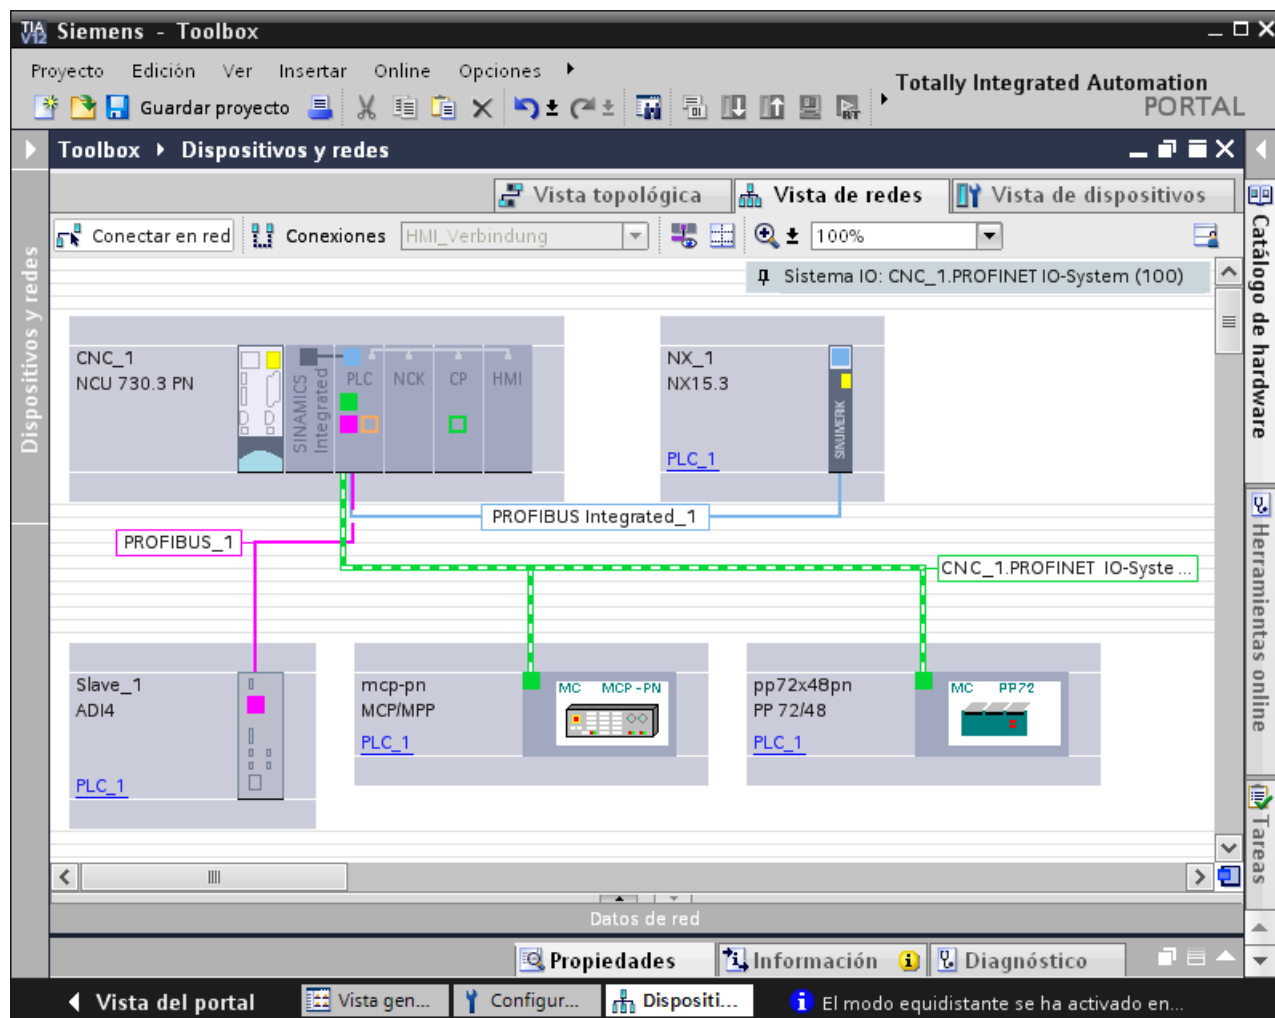 TIA V12 Siemens - Toolbox
Proyecto Edición Ver Insertar Online Opciones
Totally Integrated Automation
PORTAL
Guardar proyecto
Toolbox Dispositivos y redes
Vista topológica Vista de redes Vista de dispositivos
Conectar en red Conexiones HMI_Verbindung 100%
Sistema IO: CNC_1.PROFINET IO-System (100)
Dispositivos y redes
CNC_1
NCU 730.3 PN
SINAMICS
Integrated
PLC NCK CP HMI
NX_1
NX15.3
SINUMERIK
PLC_1
PROFIBUS Integrated_1
PROFIBUS_1
CNC_1.PROFINET IO-Syste ...
Slave_1
ADI4
PLC_1
mcp-pn
MCP/MPP
PLC_1
MC MCP-PN
pp72x48pn
PP 72/48
PLC_1
MC PP72
Catálogo de hardware
Herramientas online
Tareas
Datos de red
Propiedades Información Diagnóstico
Vista del portal Vista gen... Configur... Dispositi... El modo equidistante se ha activado en...